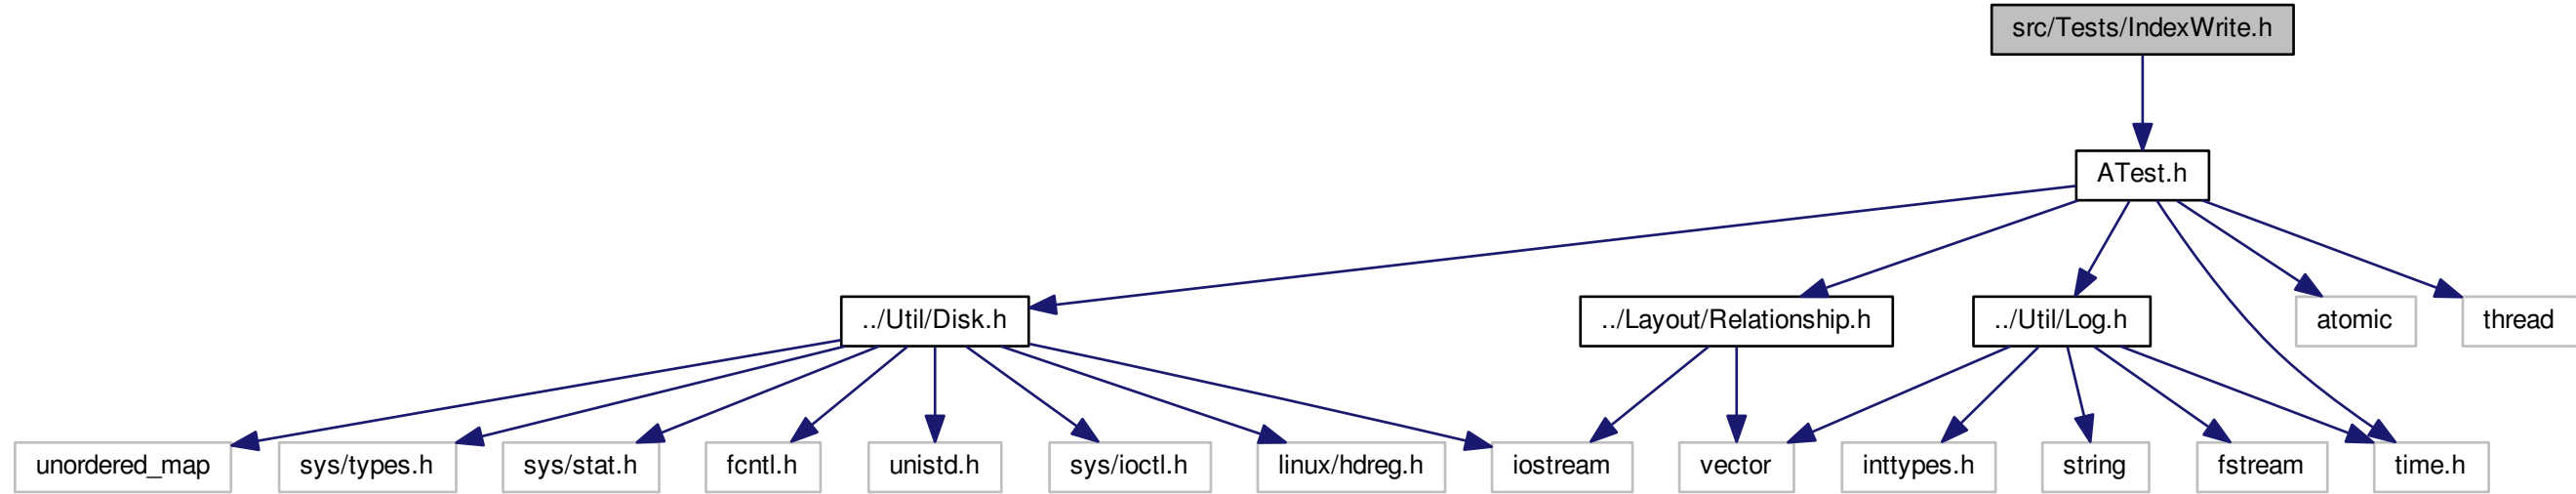 src/Tests/IndexWrite.h
ATest.h
../Util/Disk.h
../Layout/Relationship.h
../Util/Log.h
atomic
thread
unordered_map
sys/types.h
sys/stat.h
fcntl.h
unistd.h
sys/ioctl.h
linux/hdreg.h
iostream
vector
inttypes.h
string
fstream
time.h